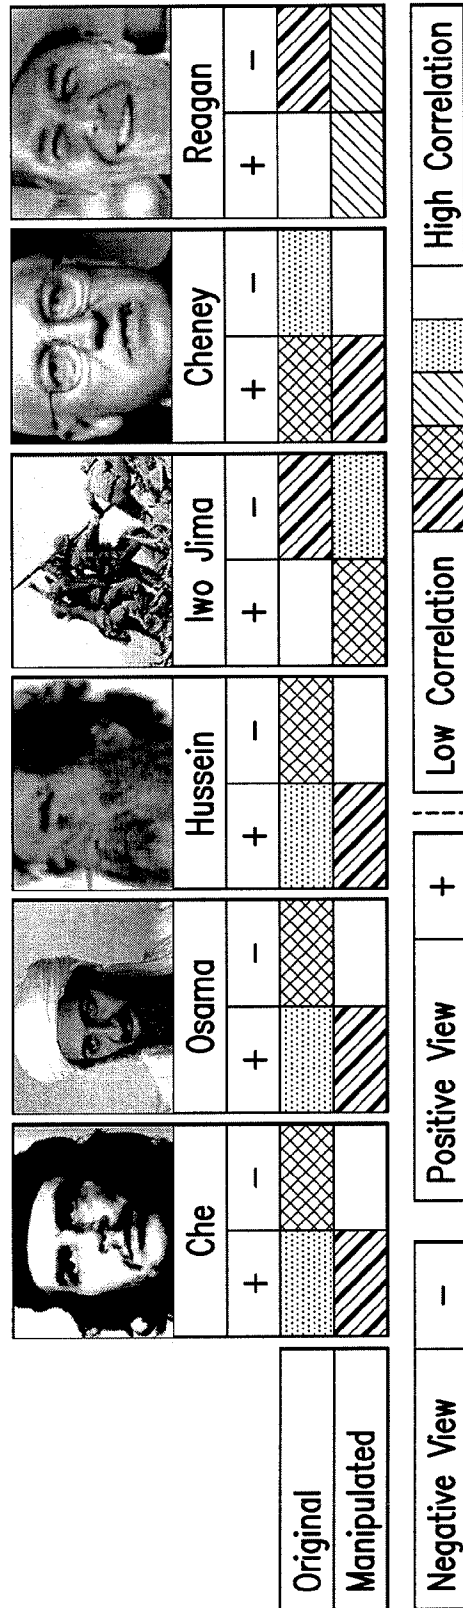 Che Osama Hussein Iwo Jima Cheney Reagan
+ − + − + − + − + − + −
Original
Manipulated
Negative View − Positive View + Low Correlation High Correlation